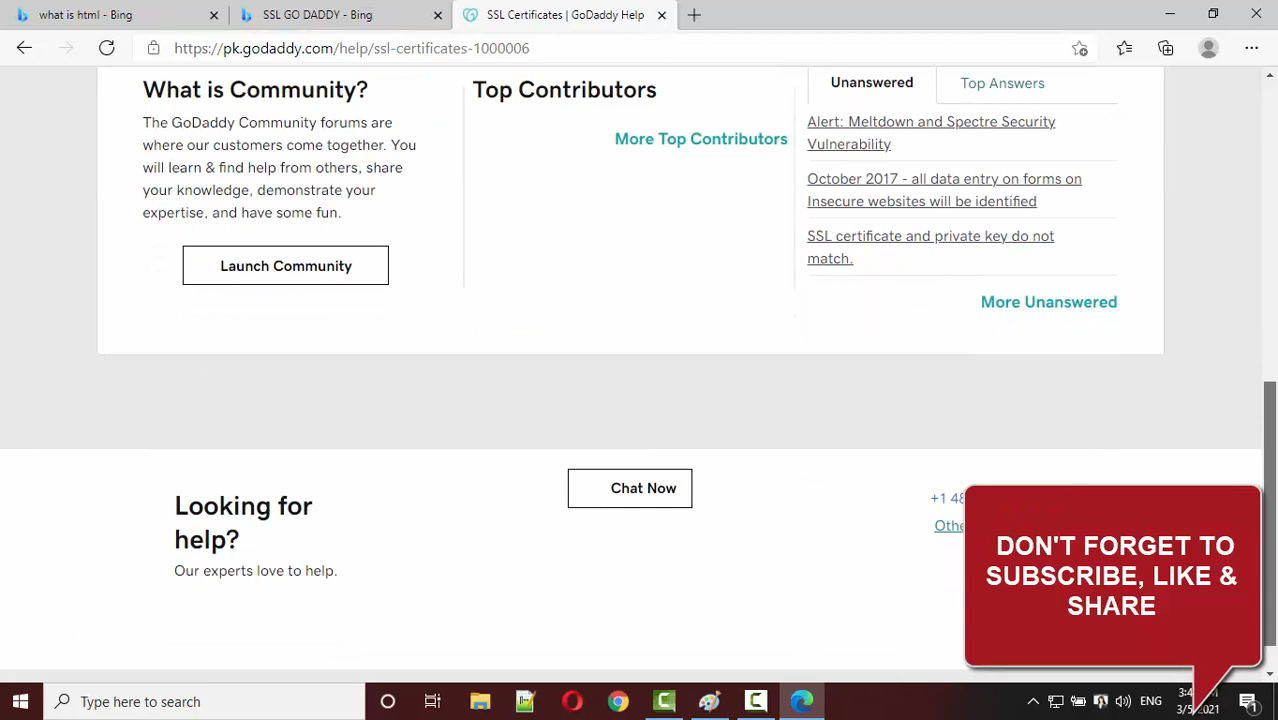 what is html - Bing
SSL GO DADDY - Bing
SSL Certificates | GoDaddy Help
https://pk.godaddy.com/help/ssl-certificates-1000006
What is Community?
The GoDaddy Community forums are
where our customers come together. You
will learn & find help from others, share
your knowledge, demonstrate your
expertise, and have some fun.
Launch Community
Top Contributors
More Top Contributors
Unanswered
Top Answers
Alert: Meltdown and Spectre Security
Vulnerability
October 2017 - all data entry on forms on
Insecure websites will be identified
SSL certificate and private key do not
match.
More Unanswered
Looking for
help?
Our experts love to help.
Chat Now
+1
DON'T FORGET TO
SUBSCRIBE, LIKE &
SHARE
Type here to search
ENG
1